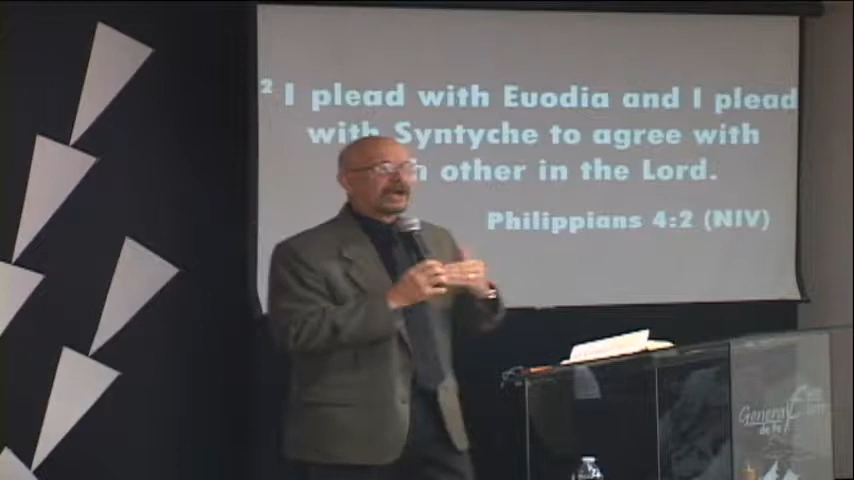 2 I plead with Euodia and I plead
with Syntyche to agree with
other in the Lord.
Philippians 4:2 (NIV)
de